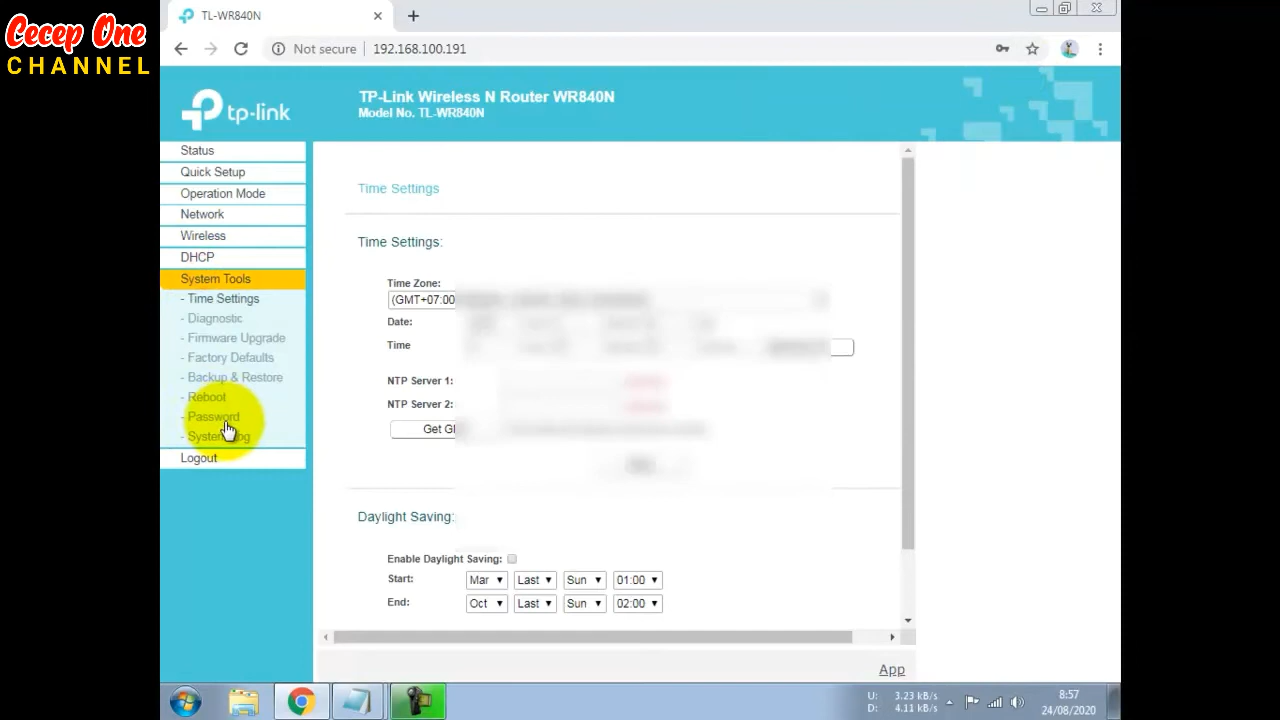 Cecep One
CHANNEL
TL-WR840N
Not secure
192.168.100.191
tp-link
TP-Link Wireless N Router WR840N
Model No. TL-WR840N
Status
Quick Setup
Operation Mode
Network
Wireless
DHCP
System Tools
- Time Settings
- Diagnostic
- Firmware Upgrade
- Factory Defaults
- Backup & Restore
- Reboot
- Password
- System Log
Logout
Time Settings
Time Settings:
Time Zone:
(GMT+07:00
Date:
Time
NTP Server 1:
NTP Server 2:
Get
Daylight Saving:
Enable Daylight Saving:
Start: Mar Last Sun 01:00
End: Oct Last Sun 02:00
App
U: 3.23 kB/s
D: 4.11 kB/s
8:57
24/08/2020